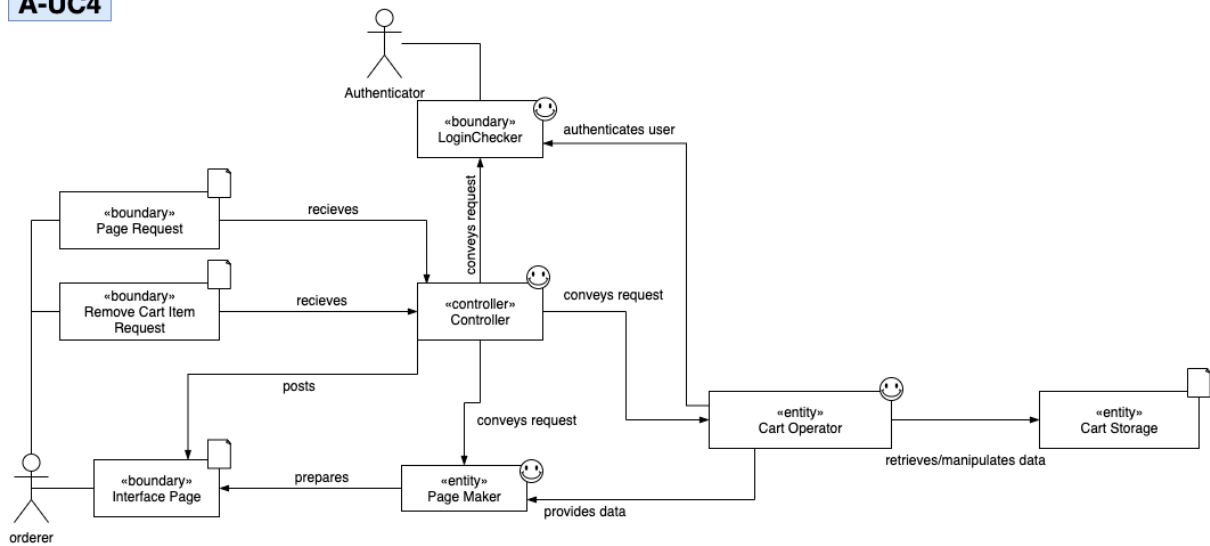 A-UC4
Authenticator
«boundary»
LoginChecker
authenticates user
conveys request
«boundary»
Page Request
recieves
«boundary»
Remove Cart Item
Request
recieves
«controller»
Controller
conveys request
posts
conveys request
«entity»
Cart Operator
«entity»
Cart Storage
retrieves/manipulates data
«boundary»
Interface Page
prepares
«entity»
Page Maker
provides data
orderer